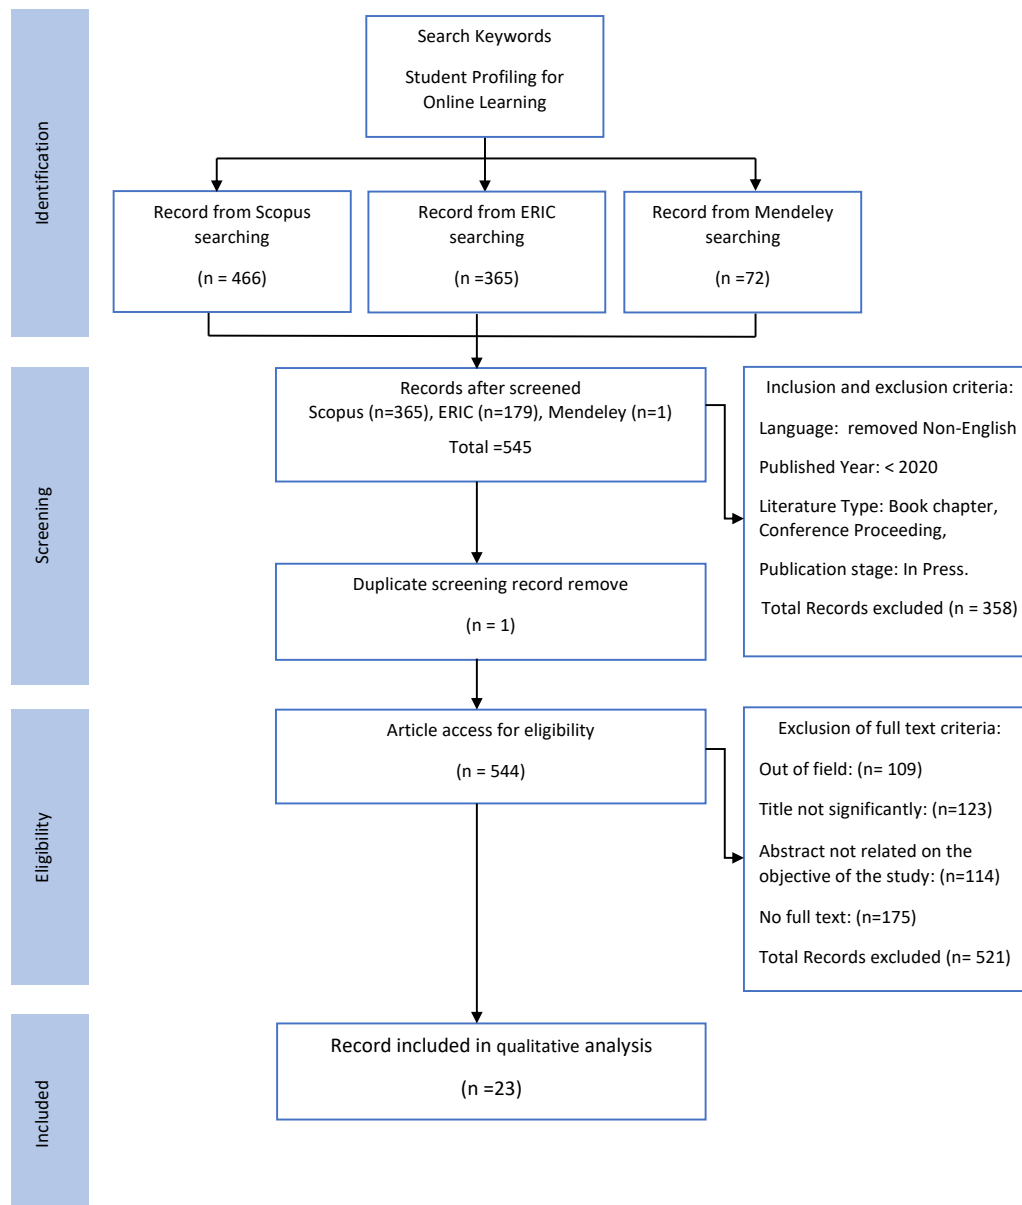 Identification
Search Keywords
Student Profiling for
Online Learning
Record from Scopus
searching
(n = 466)
Record from ERIC
searching
(n =365)
Record from Mendeley
searching
(n =72)
Screening
Records after screened
Scopus (n=365), ERIC (n=179), Mendeley (n=1)
Total =545
Inclusion and exclusion criteria:
Language:  removed Non-English
Published Year: < 2020
Literature Type: Book chapter,
Conference Proceeding,
Publication stage: In Press.
Total Records excluded (n = 358)
Duplicate screening record remove
(n = 1)
Eligibility
Article access for eligibility
(n = 544)
Exclusion of full text criteria:
Out of field: (n= 109)
Title not significantly: (n=123)
Abstract not related on the
objective of the study: (n=114)
No full text: (n=175)
Total Records excluded (n= 521)
Included
Record included in qualitative analysis
(n =23)